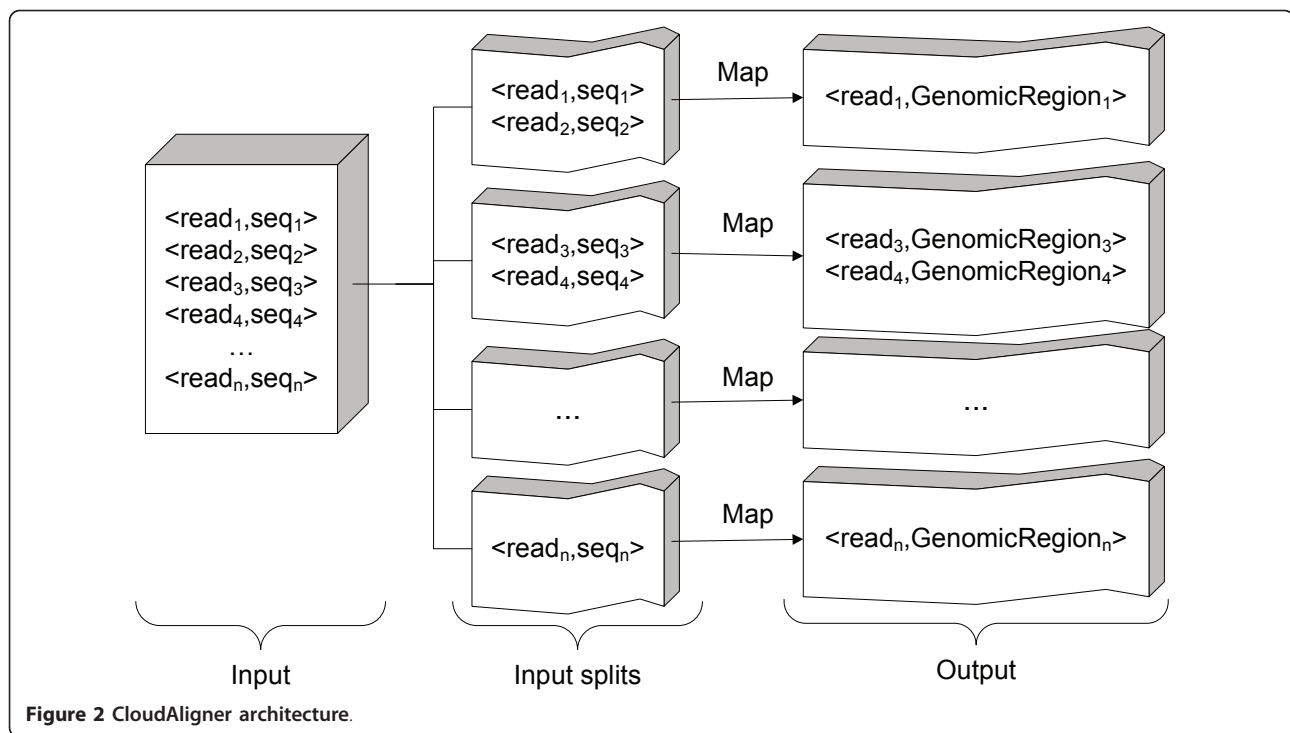 <read₁,seq₁>
<read₂,seq₂>
<read₃,seq₃>
<read₄,seq₄>
...
<readₙ,seqₙ>
Input
<read₁,seq₁>
<read₂,seq₂>
<read₃,seq₃>
<read₄,seq₄>
...
<readₙ,seqₙ>
Input splits
Map
Map
Map
Map
<read₁,GenomicRegion₁>
<read₃,GenomicRegion₃>
<read₄,GenomicRegion₄>
...
<readₙ,GenomicRegionₙ>
Output
Figure 2 CloudAligner architecture.